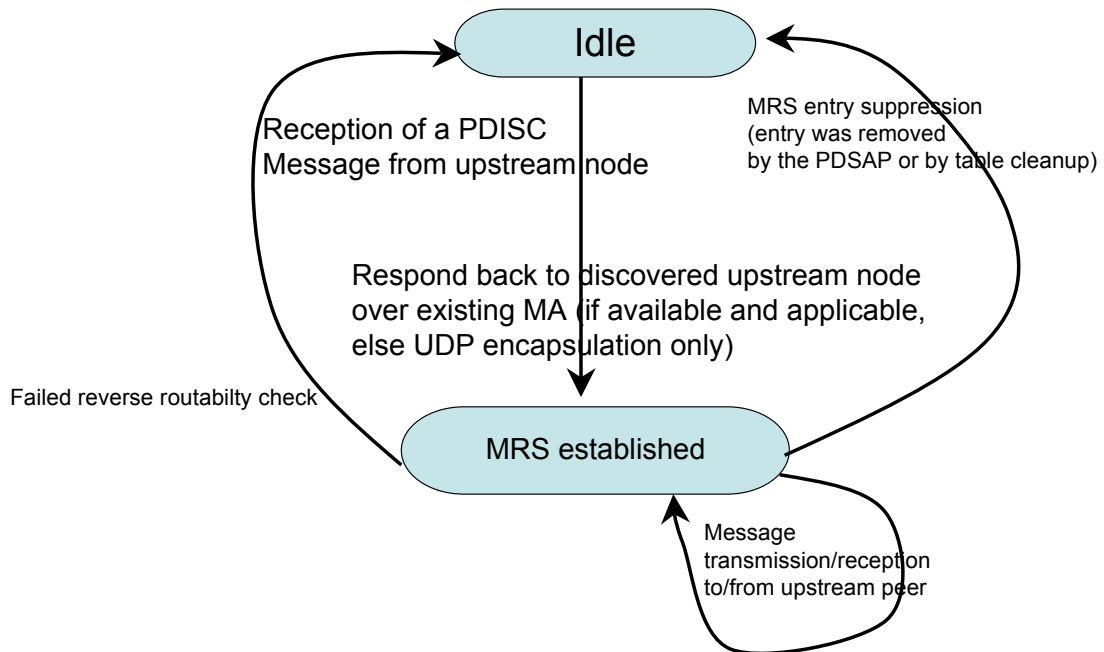 Idle
MRS entry suppression
(entry was removed
by the PDSAP or by table cleanup)
Reception of a PDISC
Message from upstream node
Respond back to discovered upstream node
over existing MA (if available and applicable,
else UDP encapsulation only)
Failed reverse routabilty check
MRS established
Message
transmission/reception
to/from upstream peer